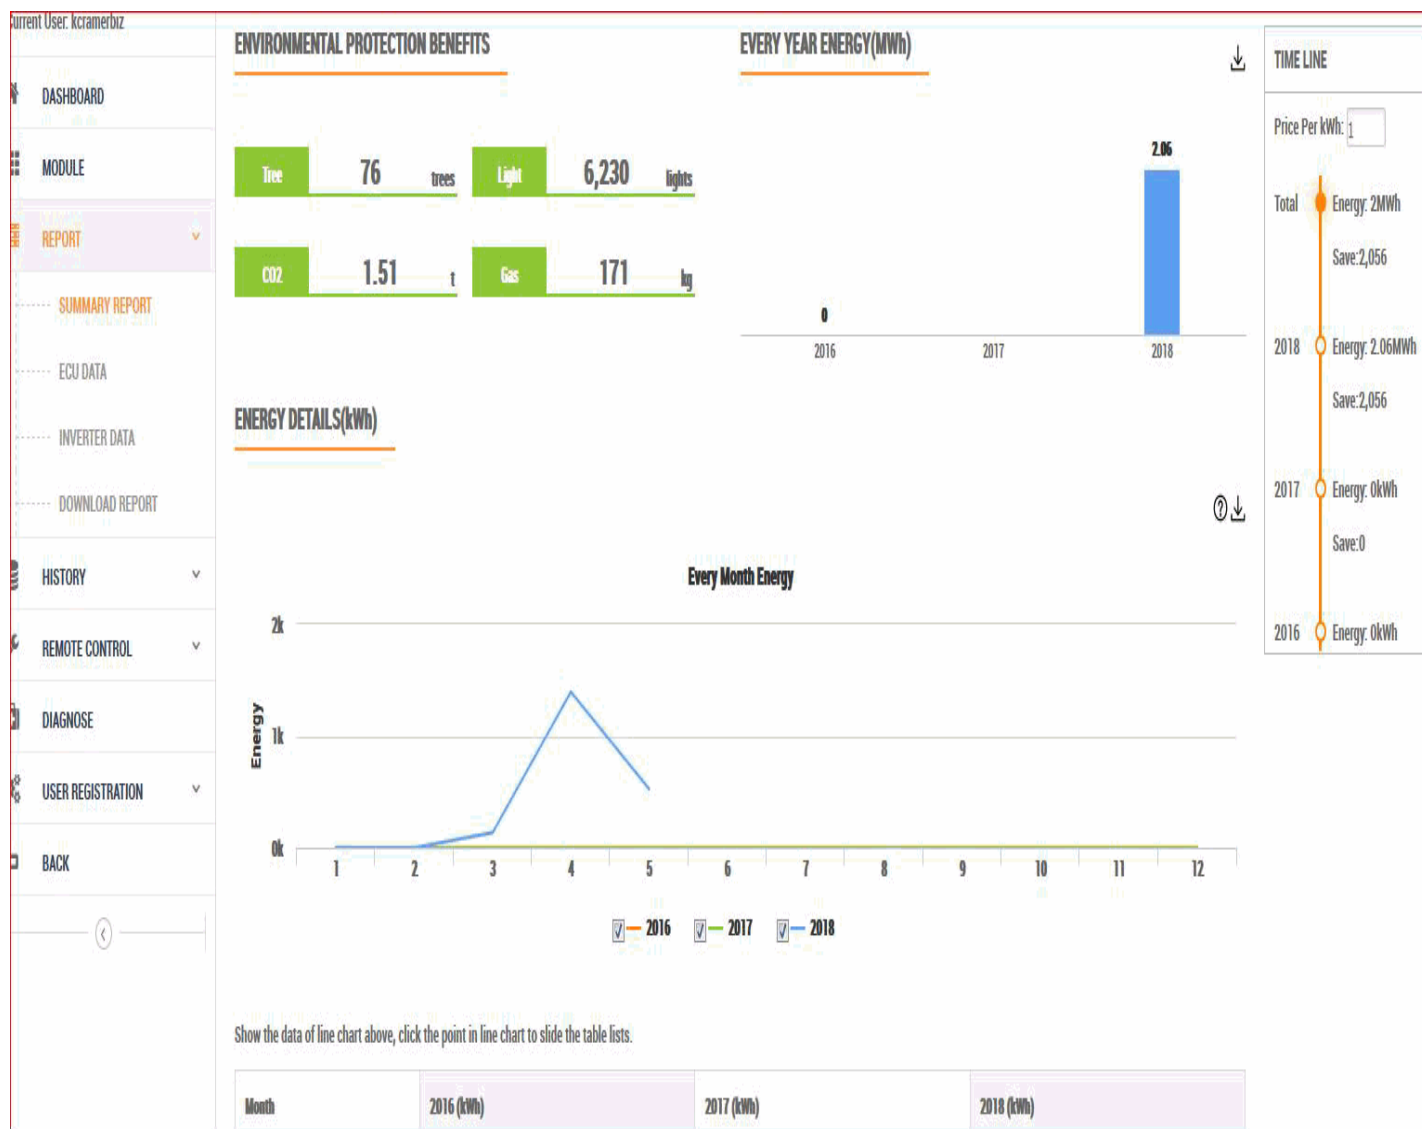 Current User: kcramerbiz
DASHBOARD
MODULE
REPORT
SUMMARY REPORT
ECU DATA
INVERTER DATA
DOWNLOAD REPORT
HISTORY
REMOTE CONTROL
DIAGNOSE
USER REGISTRATION
BACK
ENVIRONMENTAL PROTECTION BENEFITS
Tree 76 trees
Light 6,230 lights
CO2 1.51 t
Gas 171 kg
EVERY YEAR ENERGY(MWh)
2.06
0
2016 2017 2018
ENERGY DETAILS(kWh)
Every Month Energy
Energy
2k
1k
0k
1 2 3 4 5 6 7 8 9 10 11 12
2016 2017 2018
Show the data of line chart above, click the point in line chart to slide the table lists.
Month 2016 (kWh) 2017 (kWh) 2018 (kWh)
TIME LINE
Price Per kWh: 1
Total Energy: 2MWh
Save:2,056
2018 Energy: 2.06MWh
Save:2,056
2017 Energy: 0kWh
Save:0
2016 Energy: 0kWh